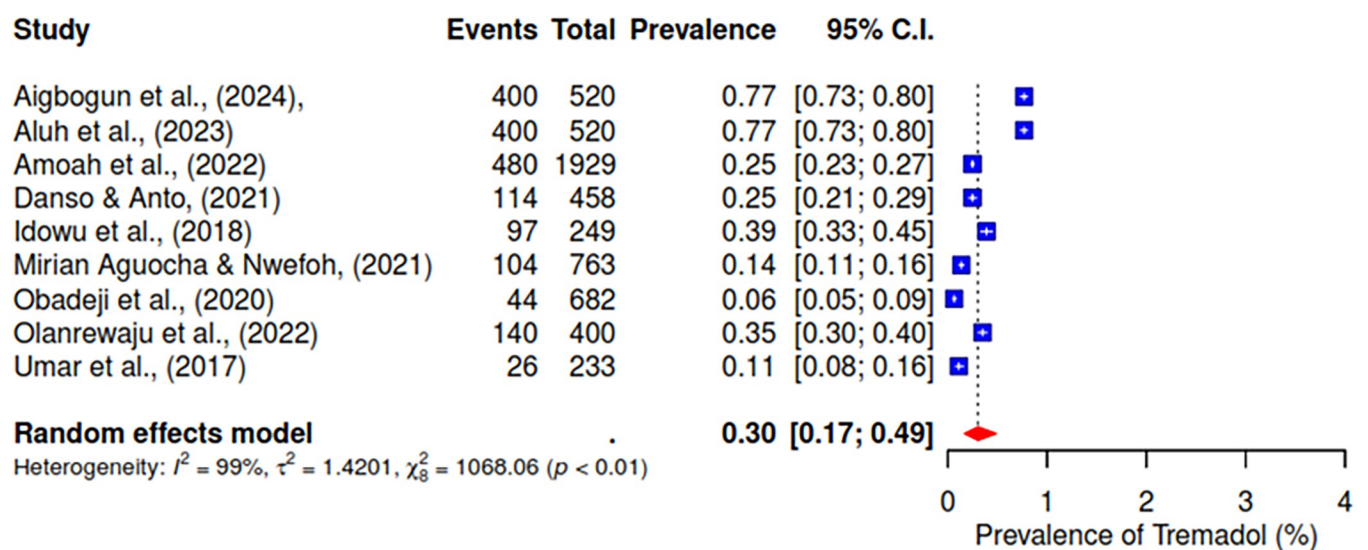 Study Events Total Prevalence 95% C.I.
Aigbogun et al., (2024), 400 520 0.77 [0.73; 0.80]
Aluh et al., (2023) 400 520 0.77 [0.73; 0.80]
Amoah et al., (2022) 480 1929 0.25 [0.23; 0.27]
Danso & Anto, (2021) 114 458 0.25 [0.21; 0.29]
Idowu et al., (2018) 97 249 0.39 [0.33; 0.45]
Mirian Aguocha & Nwefoh, (2021) 104 763 0.14 [0.11; 0.16]
Obadeji et al., (2020) 44 682 0.06 [0.05; 0.09]
Olanrewaju et al., (2022) 140 400 0.35 [0.30; 0.40]
Umar et al., (2017) 26 233 0.11 [0.08; 0.16]
Random effects model . 0.30 [0.17; 0.49]
Heterogeneity: I² = 99%, τ² = 1.4201, χ²₈ = 1068.06 (p < 0.01)
0 1 2 3 4
Prevalence of Tremadol (%)